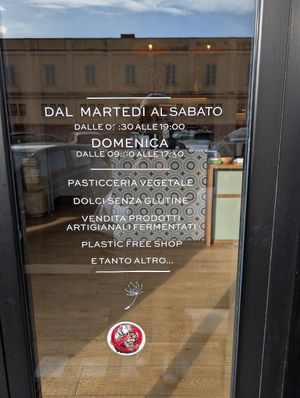 DAL MARTEDÌ AL SABATO
DALLE :30 ALLE 19:00
DOMENICA
DALLE 09: ALLE 17:30
PASTICCERIA VEGETALE
DOLCI SENZA GLUTINE
VENDITA PRODOTTI
ARTIGIANALI FERMENTATI
PLASTIC FREE SHOP
E TANTO ALTRO...